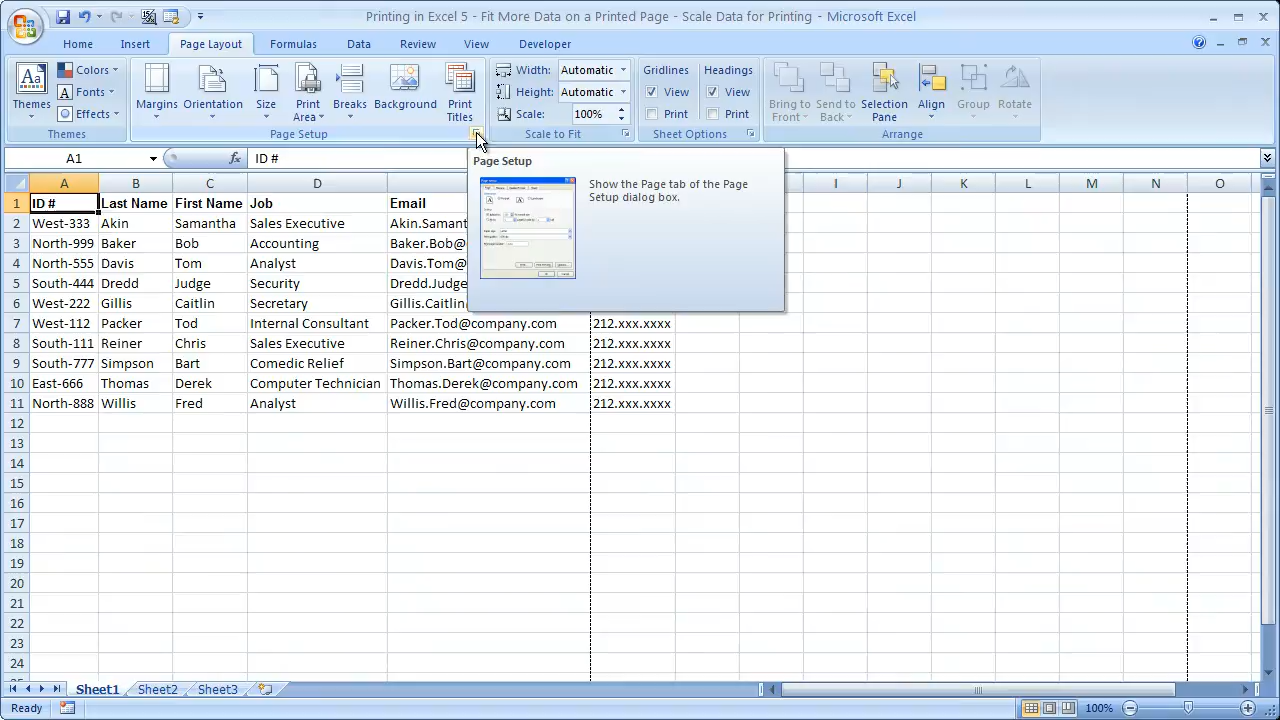 Printing in Excel 5 - Fit More Data on a Printed Page - Scale Data for Printing - Microsoft Excel
Home Insert Page Layout Formulas Data Review View Developer
Themes Colors Fonts Effects Margins Orientation Size Print Area Breaks Background Print Titles Width: Automatic Height: Automatic Scale: 100% Gridlines View Print Headings View Print Bring to Front Send to Back Selection Pane Align Group Rotate
Themes Page Setup Scale to Fit Sheet Options Arrange
A1 fx ID #
Page Setup
Show the Page tab of the Page
Setup dialog box.
A B C D I J K L M N O
1 ID # Last Name First Name Job Email
2 West-333 Akin Samantha Sales Executive Akin.Samant
3 North-999 Baker Bob Accounting Baker.Bob@
4 North-555 Davis Tom Analyst Davis.Tom@
5 South-444 Dredd Judge Security Dredd.Judge
6 West-222 Gillis Caitlin Secretary Gillis.Caitlin
7 West-112 Packer Tod Internal Consultant Packer.Tod@company.com 212.xxx.xxxx
8 South-111 Reiner Chris Sales Executive Reiner.Chris@company.com 212.xxx.xxxx
9 South-777 Simpson Bart Comedic Relief Simpson.Bart@company.com 212.xxx.xxxx
10 East-666 Thomas Derek Computer Technician Thomas.Derek@company.com 212.xxx.xxxx
11 North-888 Willis Fred Analyst Willis.Fred@company.com 212.xxx.xxxx
12
13
14
15
16
17
18
19
20
21
22
23
24
Sheet1 Sheet2 Sheet3
Ready 100%